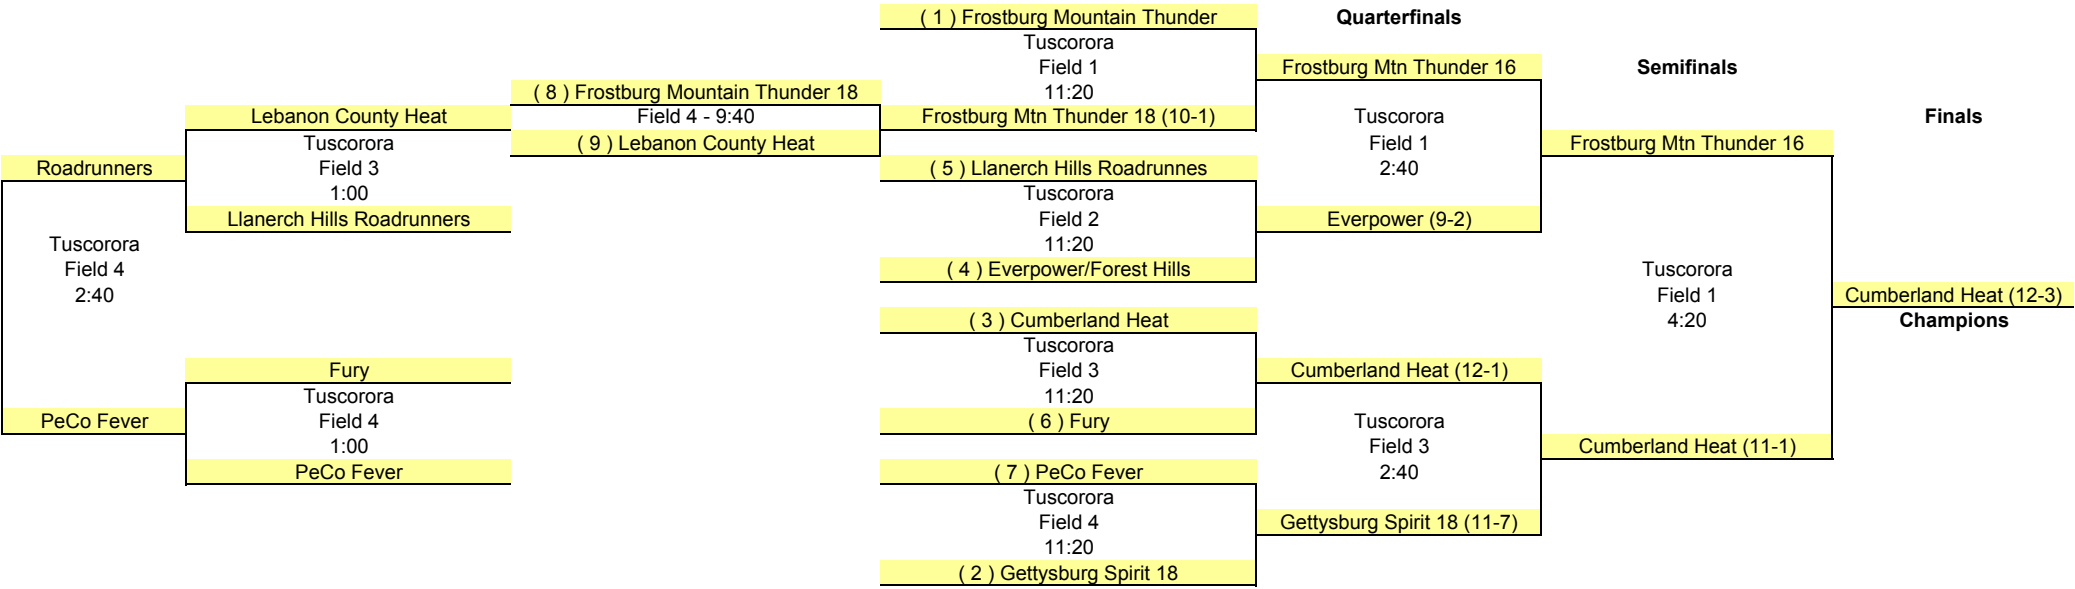 ( 1 ) Frostburg Mountain Thunder
Quarterfinals
Tuscorora
Field 1
11:20
Frostburg Mtn Thunder 16
Semifinals
( 8 ) Frostburg Mountain Thunder 18
Field 4 - 9:40
( 9 ) Lebanon County Heat
Frostburg Mtn Thunder 18 (10-1)
Lebanon County Heat
Tuscorora
Field 3
1:00
Llanerch Hills Roadrunners
Roadrunners
Tuscorora
Field 4
2:40
PeCo Fever
Fury
Tuscorora
Field 4
1:00
PeCo Fever
Tuscorora
Field 1
2:40
Finals
Frostburg Mtn Thunder 16
( 5 ) Llanerch Hills Roadrunnes
Tuscorora
Field 2
11:20
( 4 ) Everpower/Forest Hills
Everpower (9-2)
( 3 ) Cumberland Heat
Tuscorora
Field 3
11:20
( 6 ) Fury
Cumberland Heat (12-1)
Tuscorora
Field 3
2:40
( 7 ) PeCo Fever
Tuscorora
Field 4
11:20
( 2 ) Gettysburg Spirit 18
Gettysburg Spirit 18 (11-7)
Tuscorora
Field 1
4:20
Cumberland Heat (11-1)
Cumberland Heat (12-3)
Champions